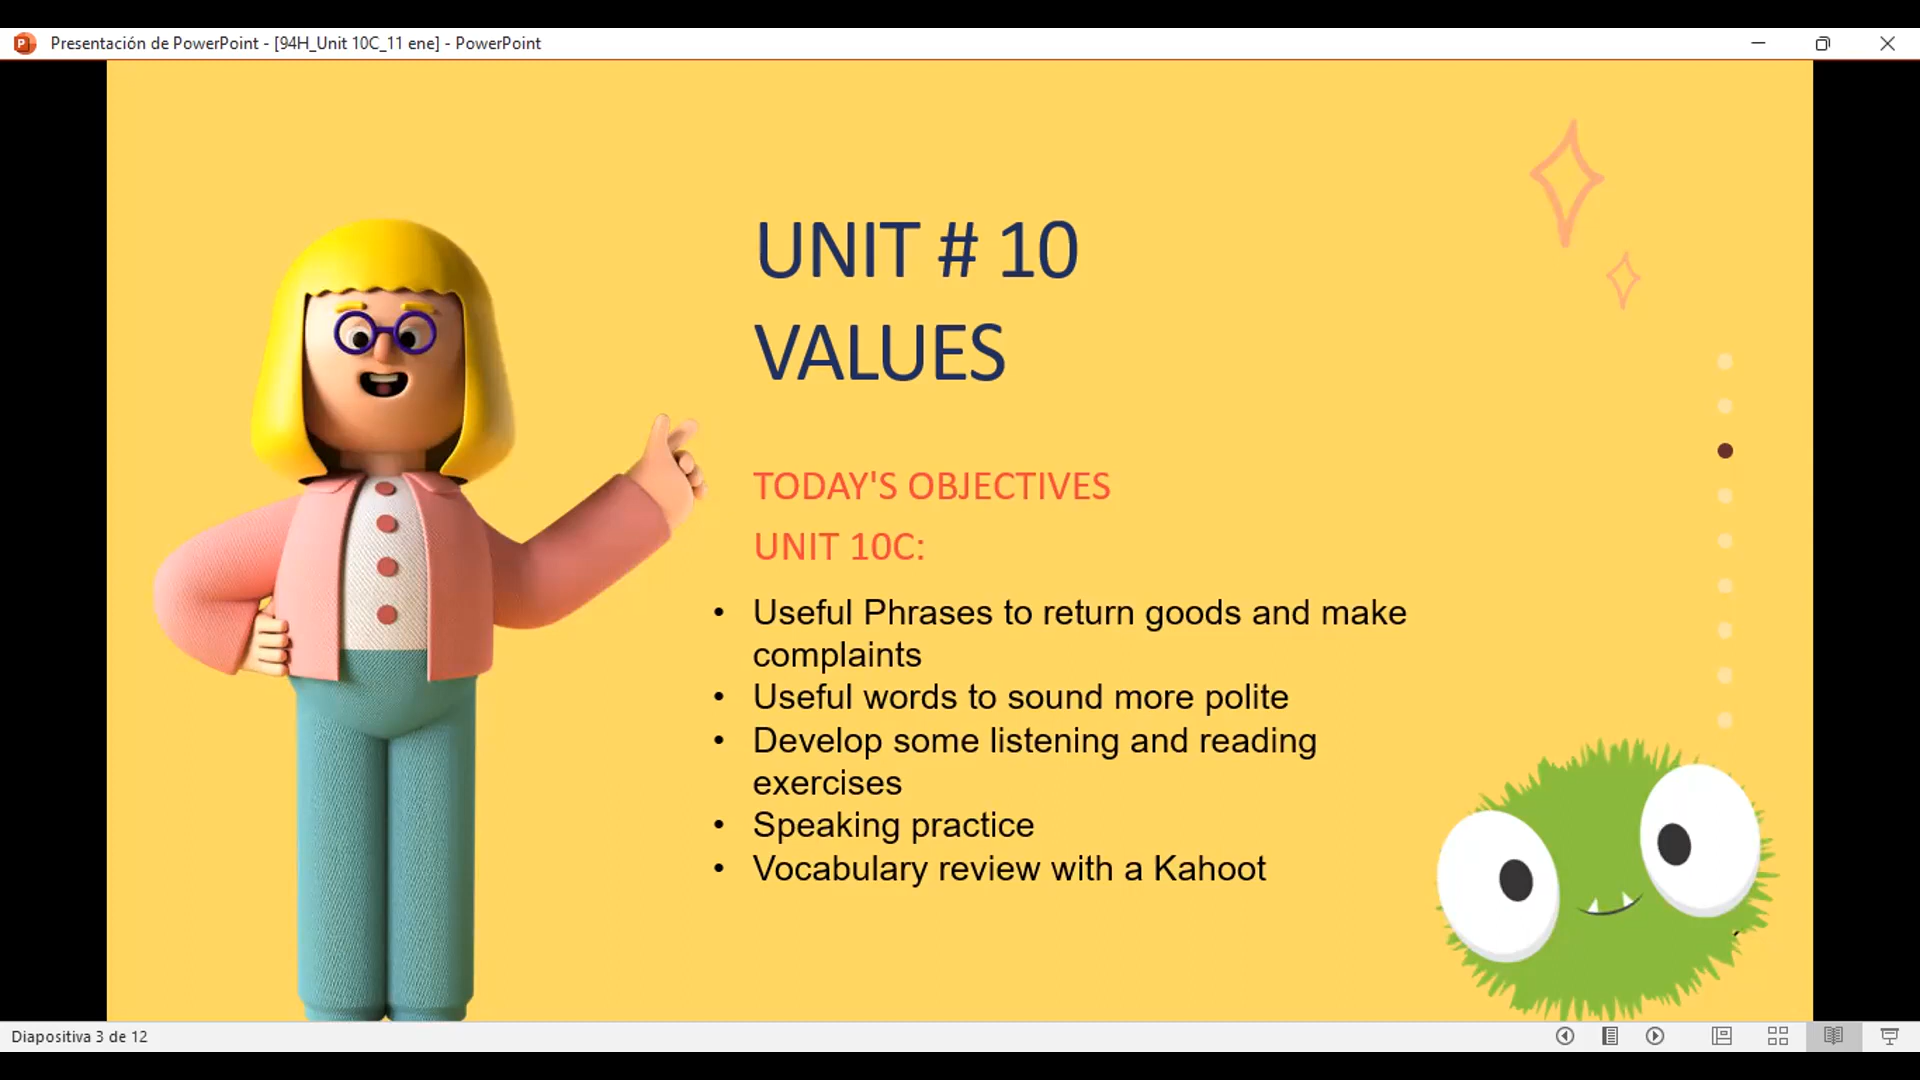 Presentación de PowerPoint - [94H_Unit 10C_11 ene] - PowerPoint
UNIT # 10
VALUES
TODAY'S OBJECTIVES
UNIT 10C:
• Useful Phrases to return goods and make
complaints
• Useful words to sound more polite
• Develop some listening and reading
exercises
• Speaking practice
• Vocabulary review with a Kahoot
Diapositiva 3 de 12